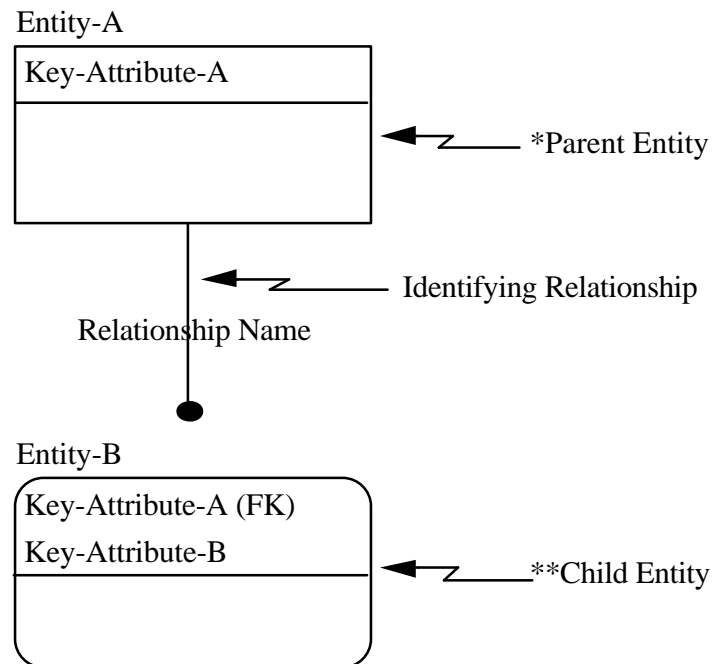 Entity-A
Key-Attribute-A
*Parent Entity
Identifying Relationship
Relationship Name
Entity-B
Key-Attribute-A (FK)
Key-Attribute-B
**Child Entity